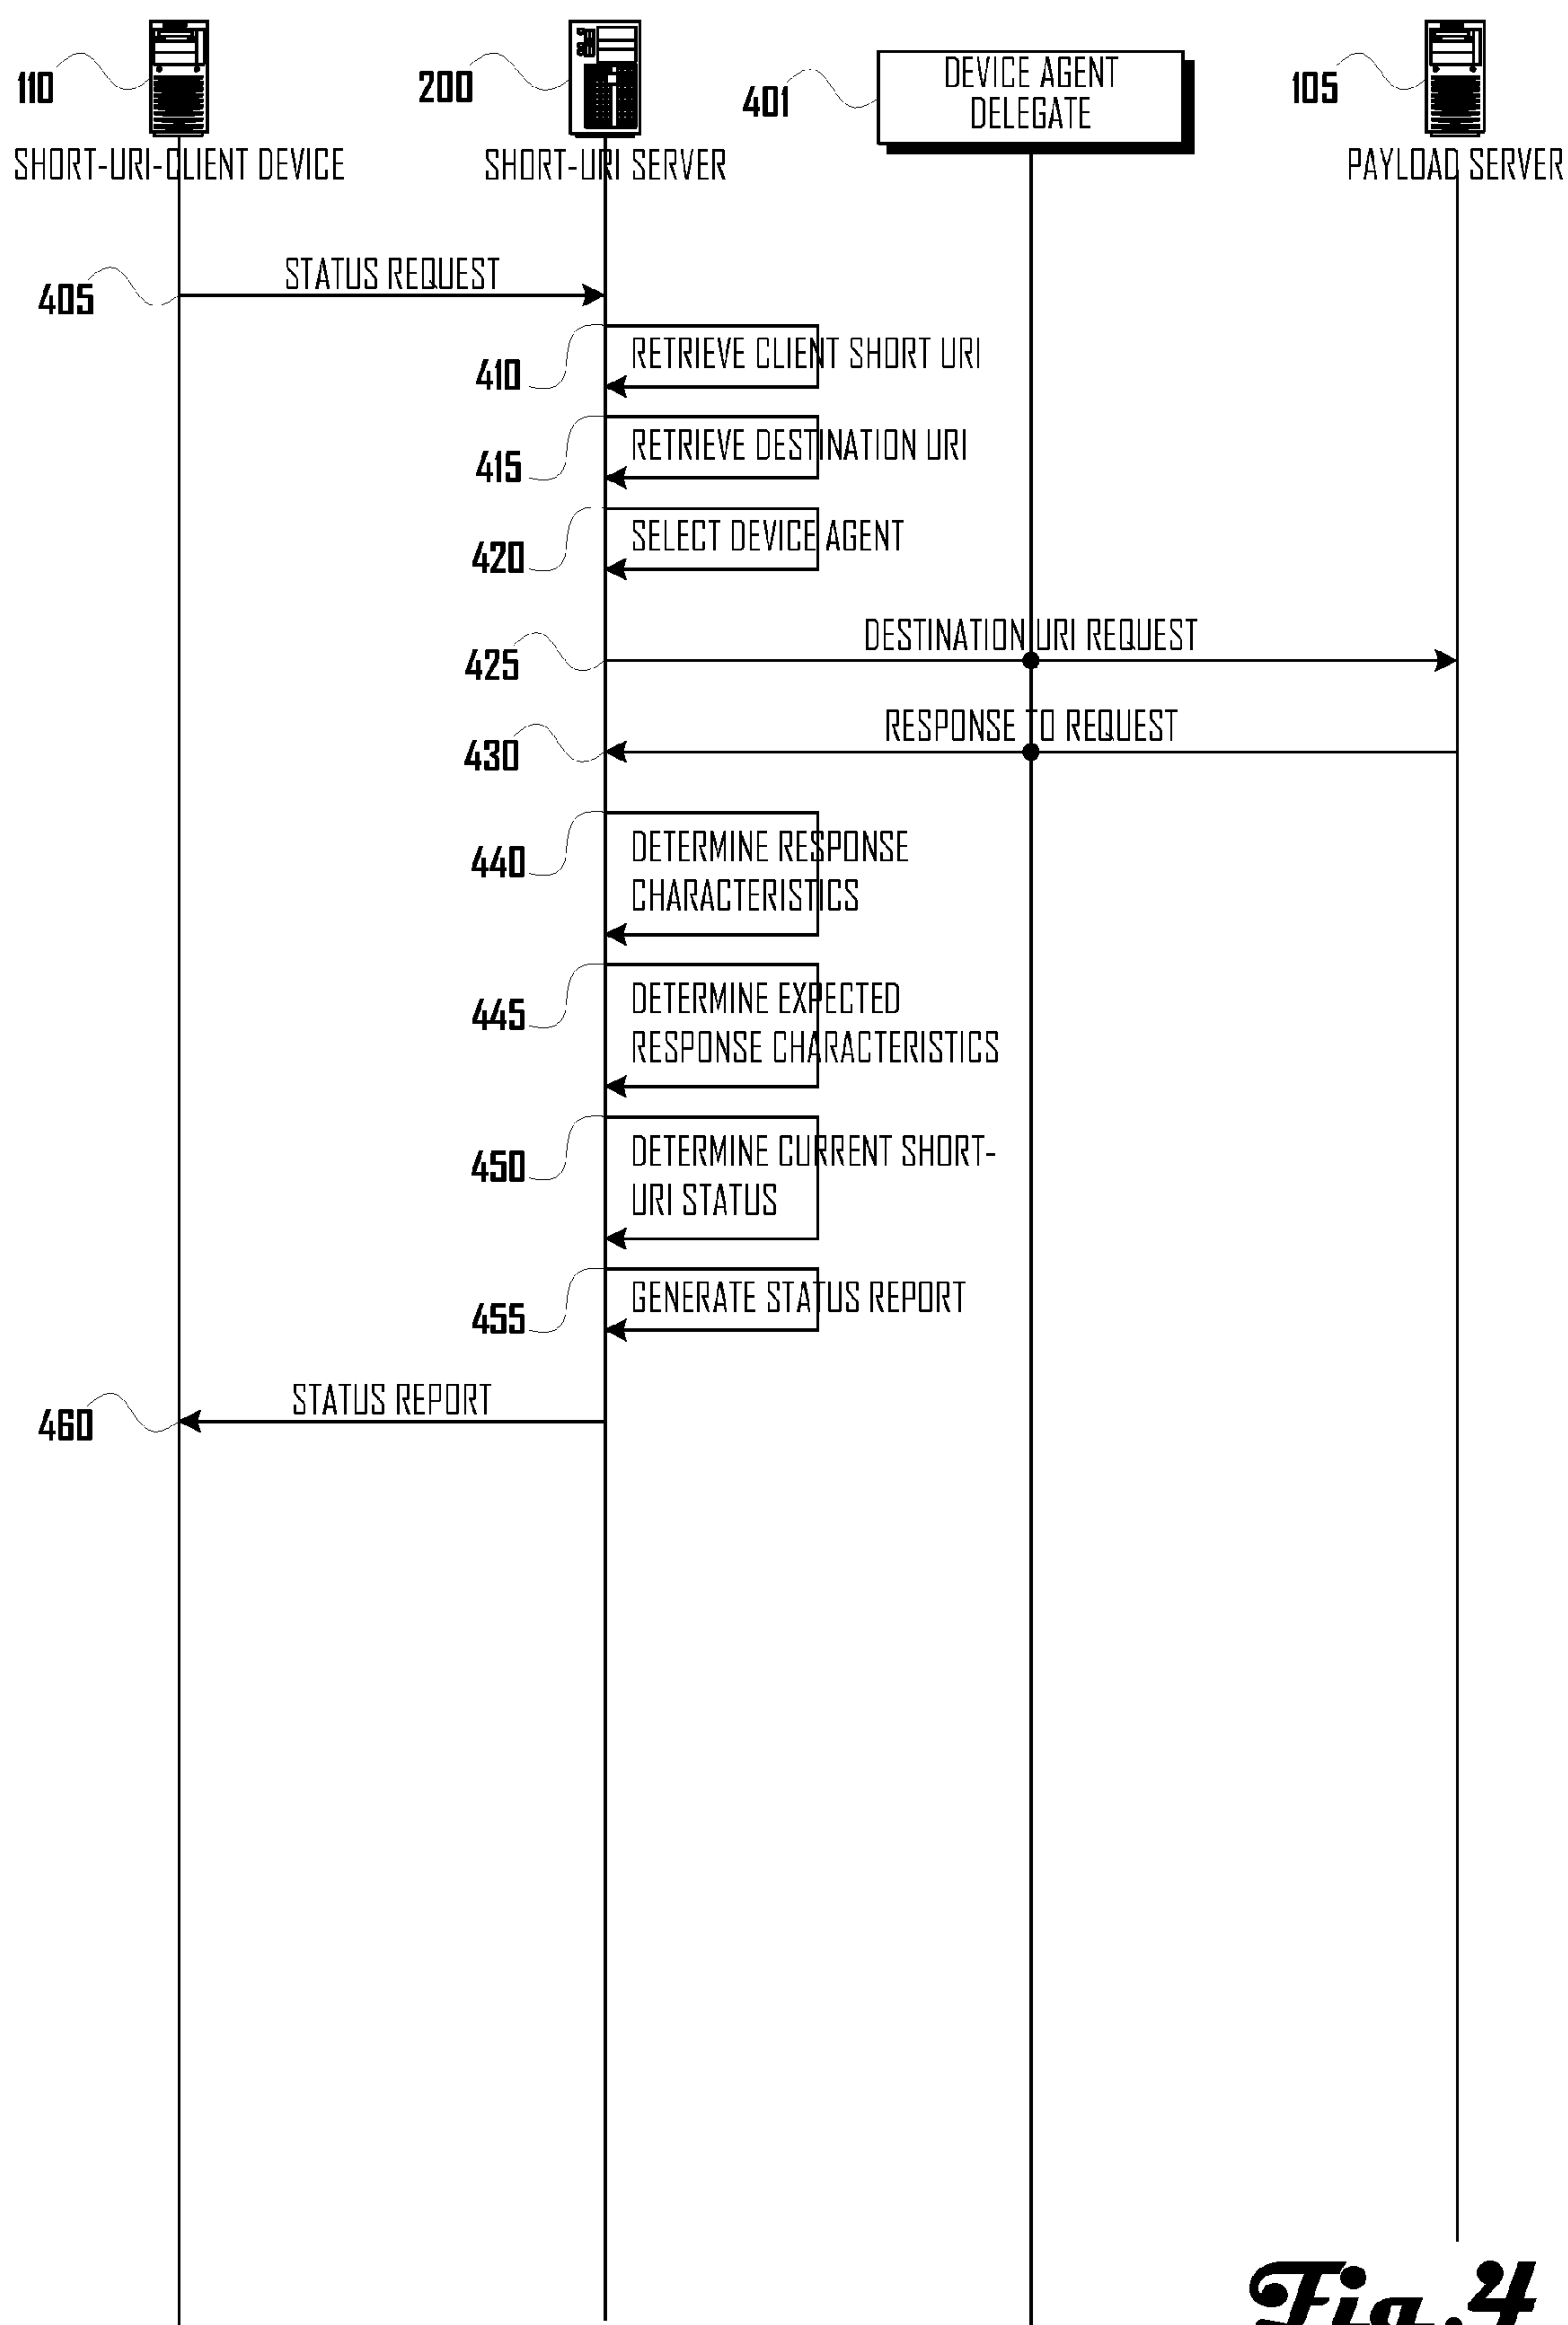 110
200
401
DEVICE AGENT
DELEGATE
105
SHORT-URI-CLIENT DEVICE
SHORT-URI SERVER
PAYLOAD SERVER
STATUS REQUEST
405
RETRIEVE CLIENT SHORT URI
410
RETRIEVE DESTINATION URI
415
SELECT DEVICE AGENT
420
DESTINATION URI REQUEST
425
RESPONSE TO REQUEST
430
DETERMINE RESPONSE
CHARACTERISTICS
440
DETERMINE EXPECTED
RESPONSE CHARACTERISTICS
445
DETERMINE CURRENT SHORT-
URI STATUS
450
GENERATE STATUS REPORT
455
STATUS REPORT
460
Fig.4